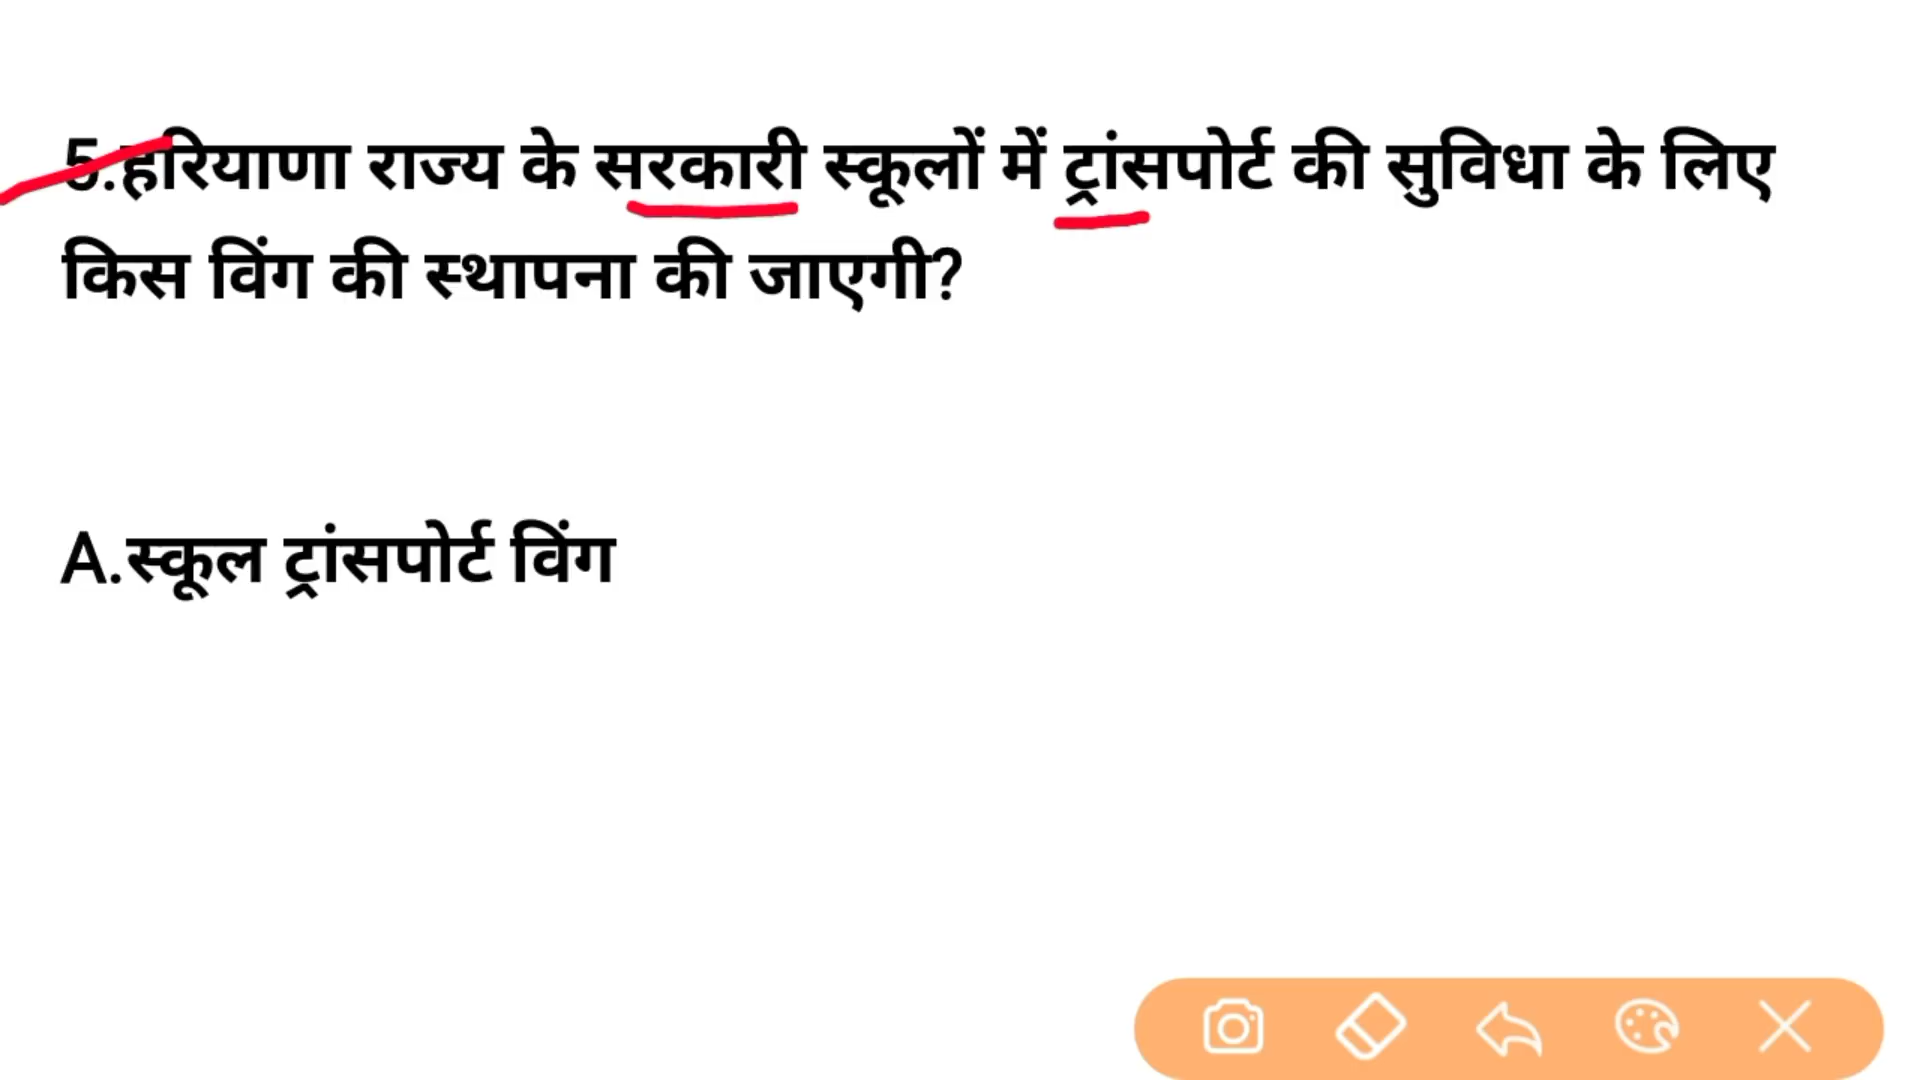 5.हरियाणा राज्य के सरकारी स्कूलों में ट्रांसपोर्ट की सुविधा के लिए
किस विंग की स्थापना की जाएगी?
A.स्कूल ट्रांसपोर्ट विंग